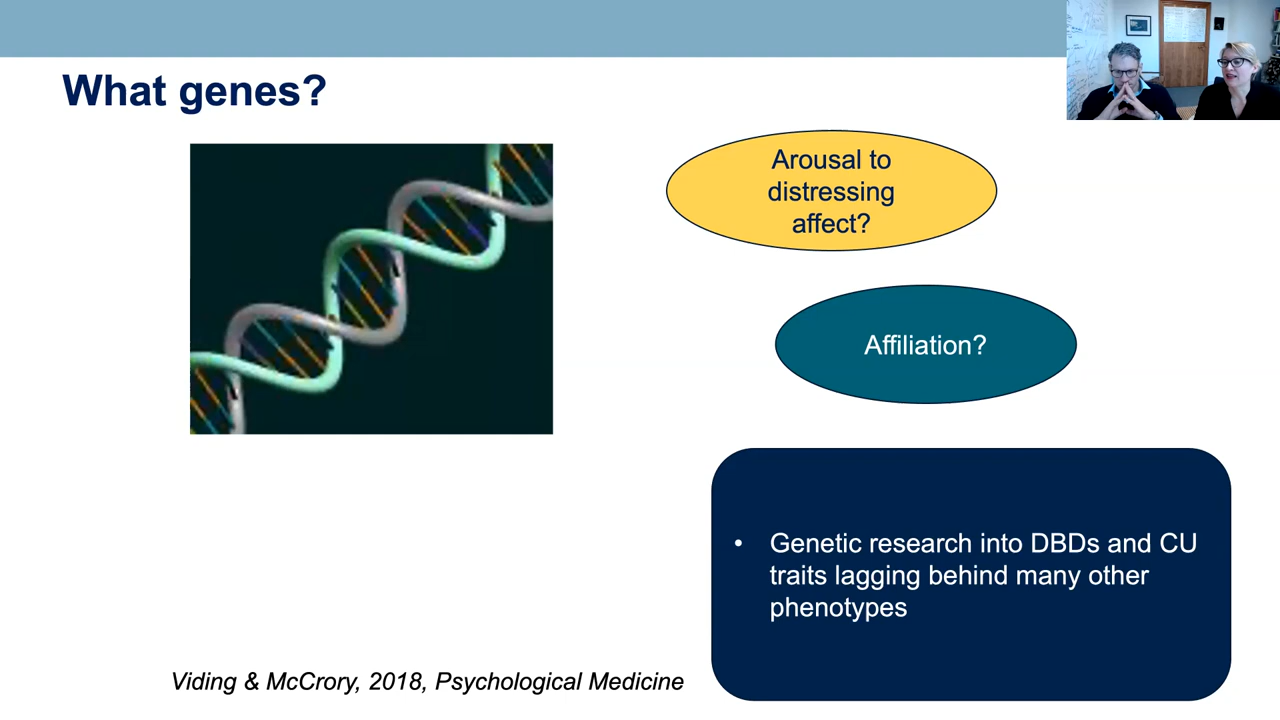 What genes?
Arousal to
distressing
affect?
Affiliation?
• Genetic research into DBDs and CU
traits lagging behind many other
phenotypes
Viding & McCrory, 2018, Psychological Medicine